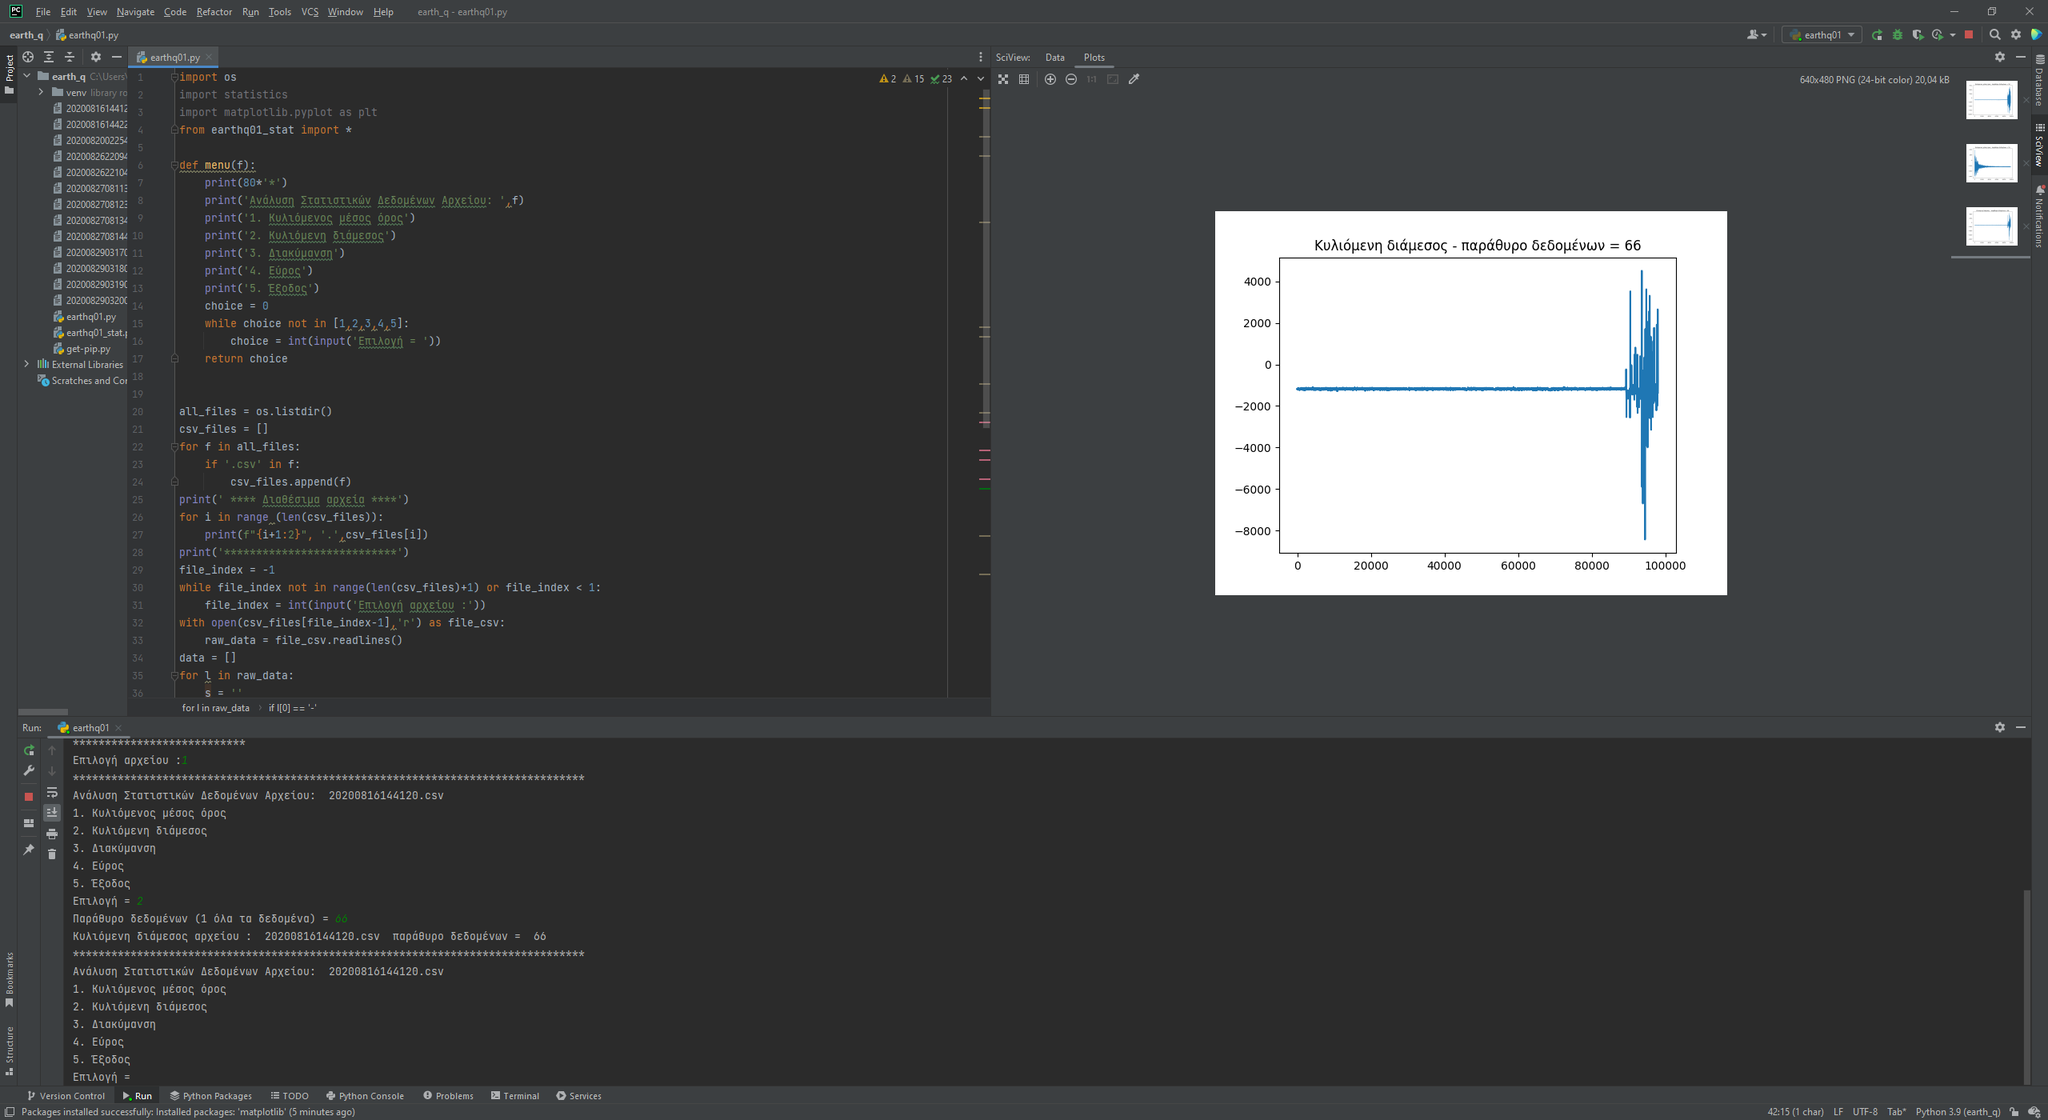 File Edit View Navigate Code Refactor Run Tools VCS Window Help earth_q - earthq01.py
earth_q earthq01.py
earthq01
Project
earthq01.py
SciView: Data Plots
earth_q C:\Users\
venv library ro
2020081614412
2020081614422
2020082002254
2020082622094
2020082622104
2020082708113
2020082708123
2020082708134
2020082708144
2020082903170
2020082903180
2020082903190
2020082903200
earthq01.py
earthq01_stat.p
get-pip.py
External Libraries
Scratches and Cor
2 15 23
1 import os
2 import statistics
3 import matplotlib.pyplot as plt
4 from earthq01_stat import *
5
6 def menu(f):
7 print(80*'*')
8 print('Ανάλυση Στατιστικών Δεδομένων Αρχείου: ',f)
9 print('1. Κυλιόμενος μέσος όρος')
10 print('2. Κυλιόμενη διάμεσος')
11 print('3. Διακύμανση')
12 print('4. Εύρος')
13 print('5. Έξοδος')
14 choice = 0
15 while choice not in [1,2,3,4,5]:
16 choice = int(input('Επιλογή = '))
17 return choice
18
19
20 all_files = os.listdir()
21 csv_files = []
22 for f in all_files:
23 if '.csv' in f:
24 csv_files.append(f)
25 print(' **** Διαθέσιμα αρχεία ****')
26 for i in range (len(csv_files)):
27 print(f"{i+1:2}", '.',csv_files[i])
28 print('***************************')
29 file_index = -1
30 while file_index not in range(len(csv_files)+1) or file_index < 1:
31 file_index = int(input('Επιλογή αρχείου :'))
32 with open(csv_files[file_index-1],'r') as file_csv:
33 raw_data = file_csv.readlines()
34 data = []
35 for l in raw_data:
36 s = ''
for l in raw_data if l[0] == '-'
1:1
640x480 PNG (24-bit color) 20,04 kB
Κυλιόμενη διάμεσος - παράθυρο δεδομένων = 66
4000
2000
0
−2000
−4000
−6000
−8000
0 20000 40000 60000 80000 100000
Database
SciView
Notifications
Run: earthq01
***************************
Επιλογή αρχείου :1
********************************************************************************
Ανάλυση Στατιστικών Δεδομένων Αρχείου:  20200816144120.csv
1. Κυλιόμενος μέσος όρος
2. Κυλιόμενη διάμεσος
3. Διακύμανση
4. Εύρος
5. Έξοδος
Επιλογή = 2
Παράθυρο δεδομένων (1 όλα τα δεδομένα) = 66
Κυλιόμενη διάμεσος αρχείου :  20200816144120.csv  παράθυρο δεδομένων =  66
********************************************************************************
Ανάλυση Στατιστικών Δεδομένων Αρχείου:  20200816144120.csv
1. Κυλιόμενος μέσος όρος
2. Κυλιόμενη διάμεσος
3. Διακύμανση
4. Εύρος
5. Έξοδος
Επιλογή =
Bookmarks
Structure
Version Control Run Python Packages TODO Python Console Problems Terminal Services
Packages installed successfully: Installed packages: 'matplotlib' (5 minutes ago)
42:15 (1 char) LF UTF-8 Tab* Python 3.9 (earth_q)